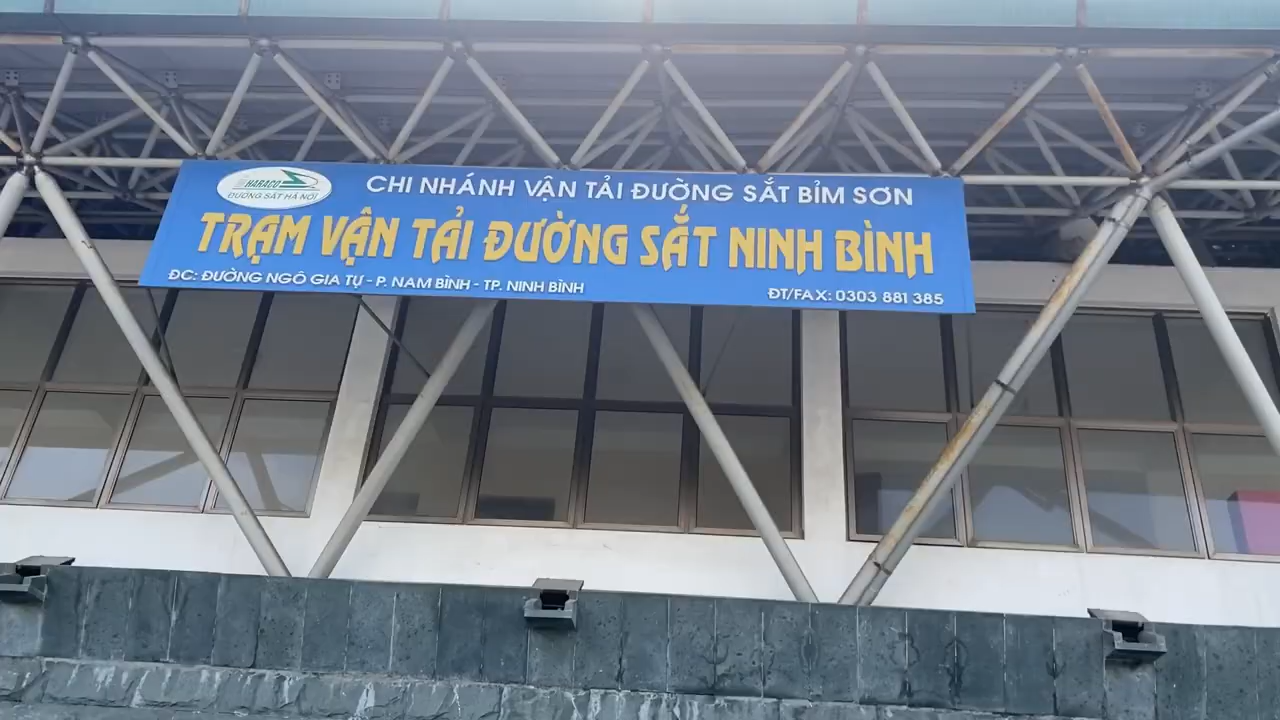 HARACO
ĐƯỜNG SẮT HÀ NỘI
CHI NHÁNH VẬN TẢI ĐƯỜNG SẮT BỈM SƠN
TRẠM VẬN TẢI ĐƯỜNG SẮT NINH BÌNH
ĐC: ĐƯỜNG NGÔ GIA TỰ - P. NAM BÌNH - TP. NINH BÌNH
ĐT/FAX: 0303 881 385